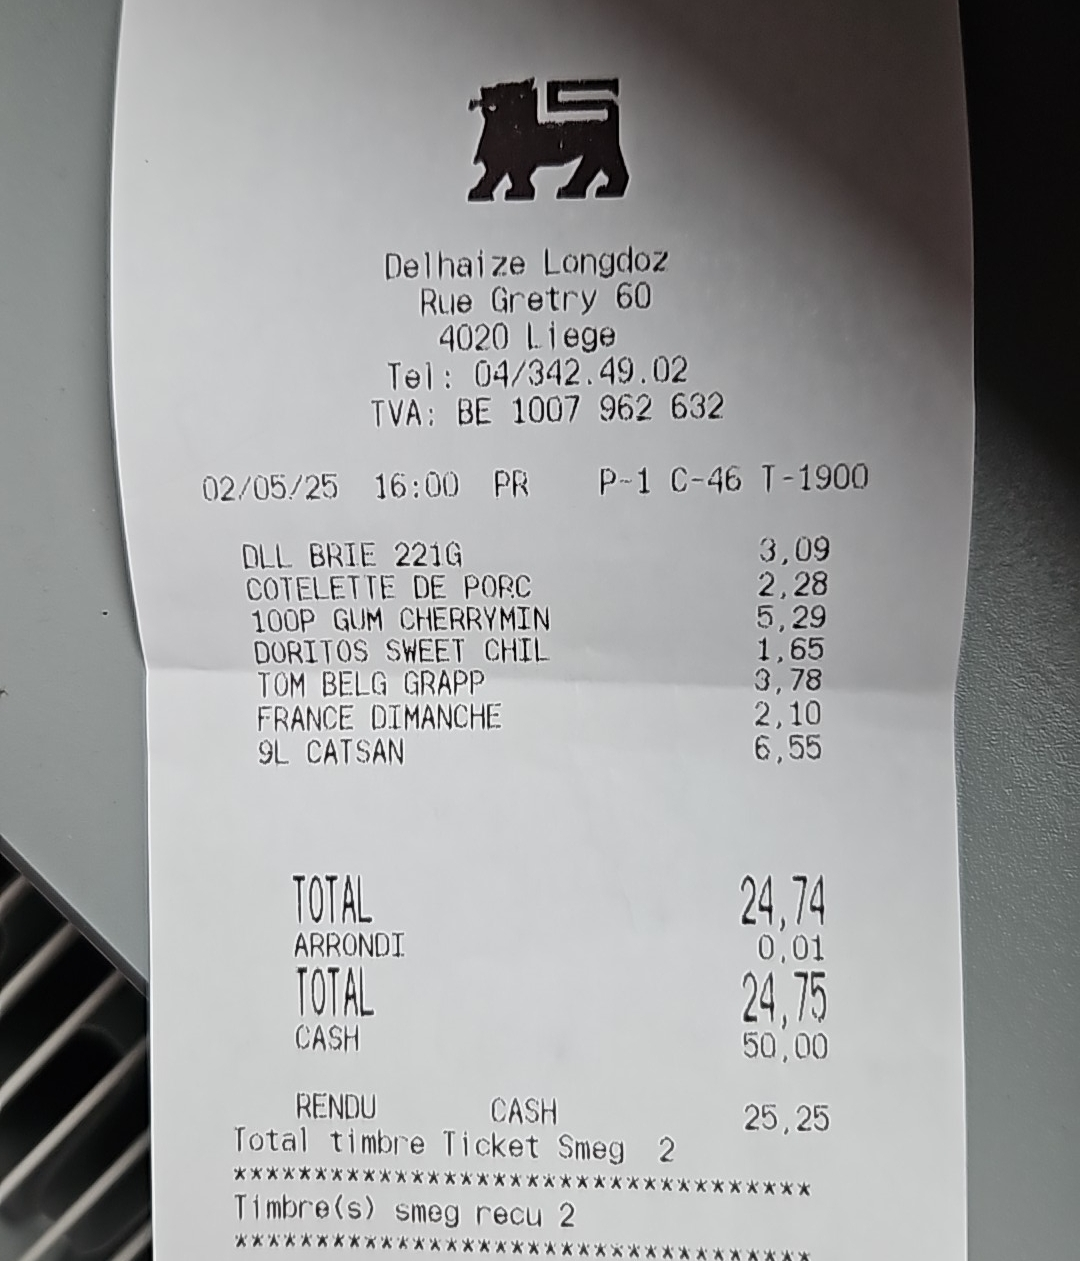 Delhaize Longdoz
Rue Gretry 60
4020 Liege
Tel: 04/342.49.02
TVA: BE 1007 962 632
02/05/25 16:00 PR P-1 C-46 T-1900
DLL BRIE 221G 3,09
COTELETTE DE PORC 2,28
100P GUM CHERRYMIN 5,29
DORITOS SWEET CHIL 1,65
TOM BELG GRAPP 3,78
FRANCE DIMANCHE 2,10
9L CATSAN 6,55
TOTAL 24,74
ARRONDI 0,01
TOTAL 24,75
CASH 50,00
RENDU CASH 25,25
Total timbre Ticket Smeg 2
************************************
Timbre(s) smeg recu 2
************************************